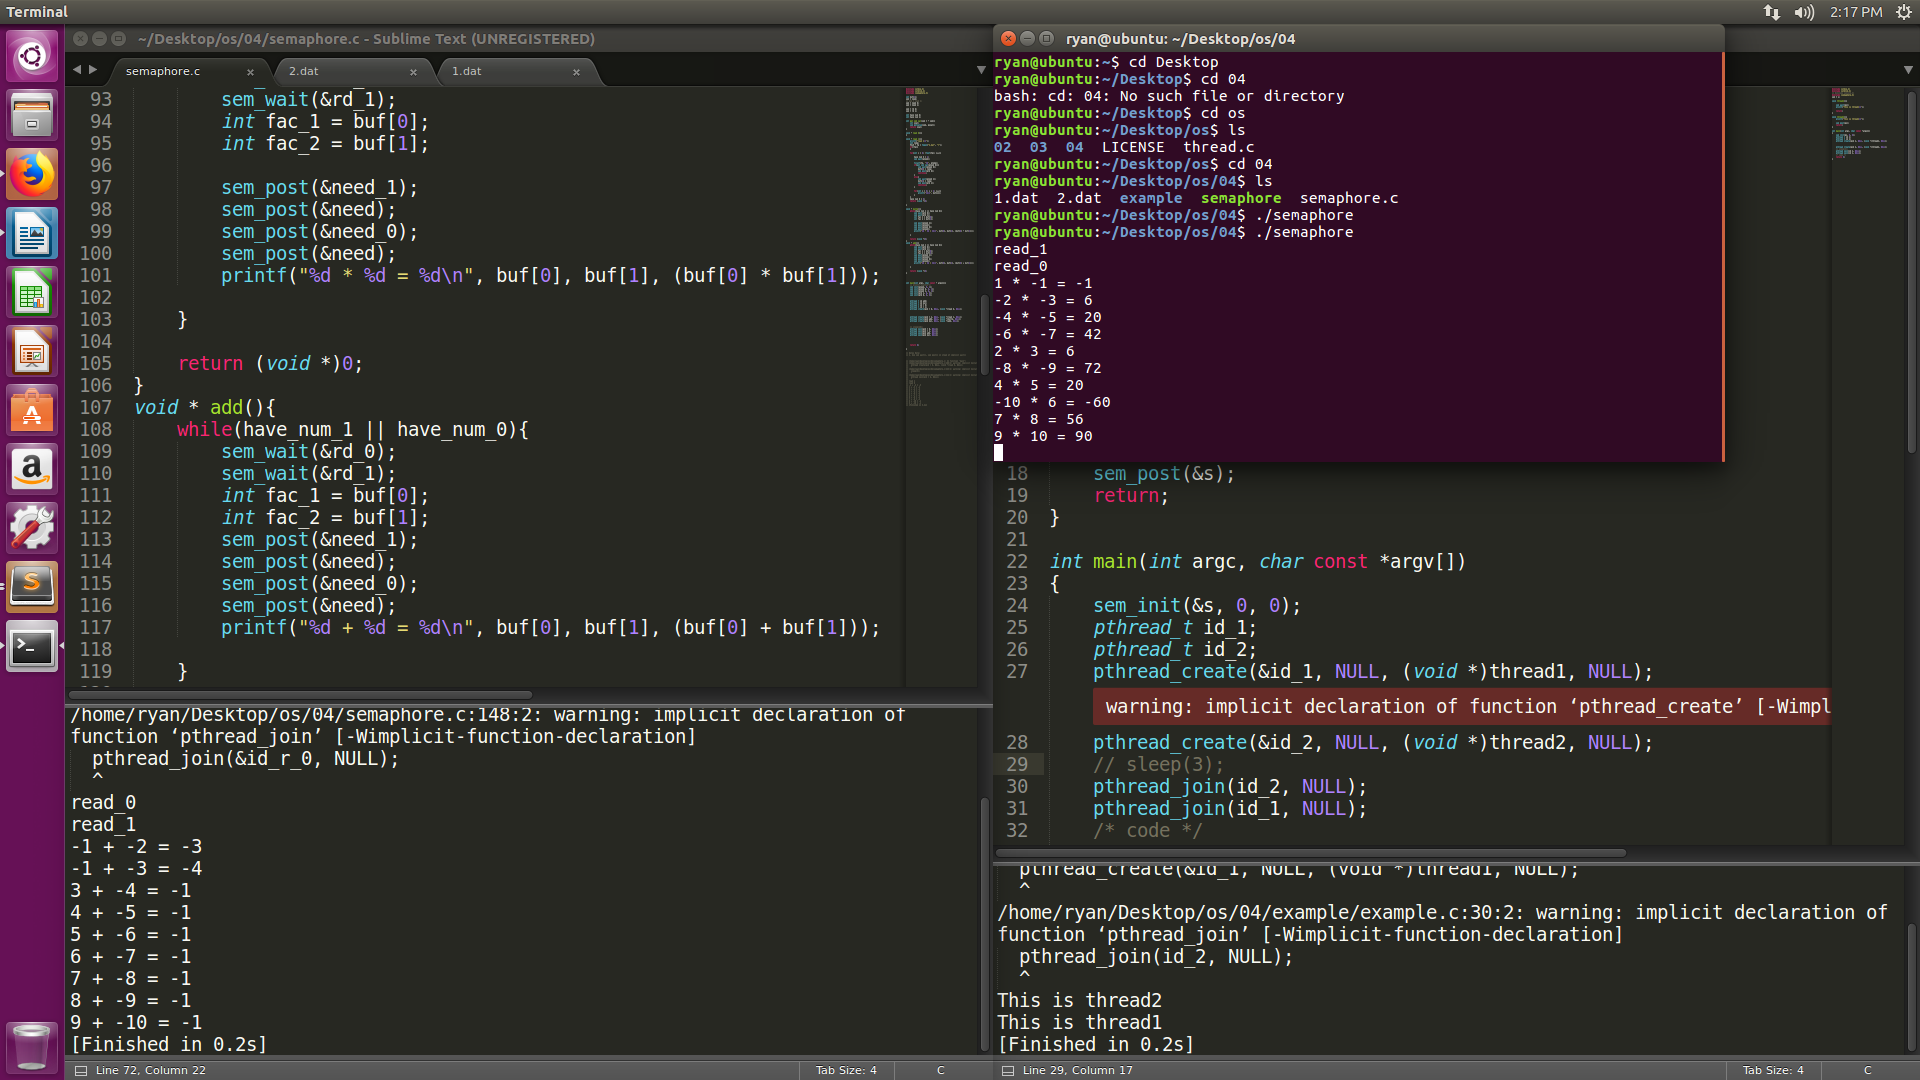 Terminal
2:17 PM
~/Desktop/os/04/semaphore.c - Sublime Text (UNREGISTERED)
semaphore.c
2.dat
1.dat
93 sem_wait(&rd_1);
94 int fac_1 = buf[0];
95 int fac_2 = buf[1];
96
97 sem_post(&need_1);
98 sem_post(&need);
99 sem_post(&need_0);
100 sem_post(&need);
101 printf("%d * %d = %d\n", buf[0], buf[1], (buf[0] * buf[1]));
102
103 }
104
105 return (void *)0;
106 }
107 void * add(){
108 while(have_num_1 || have_num_0){
109 sem_wait(&rd_0);
110 sem_wait(&rd_1);
111 int fac_1 = buf[0];
112 int fac_2 = buf[1];
113 sem_post(&need_1);
114 sem_post(&need);
115 sem_post(&need_0);
116 sem_post(&need);
117 printf("%d + %d = %d\n", buf[0], buf[1], (buf[0] + buf[1]));
118
119 }
/home/ryan/Desktop/os/04/semaphore.c:148:2: warning: implicit declaration of
function ‘pthread_join’ [-Wimplicit-function-declaration]
pthread_join(&id_r_0, NULL);
^
read_0
read_1
-1 + -2 = -3
-1 + -3 = -4
3 + -4 = -1
4 + -5 = -1
5 + -6 = -1
6 + -7 = -1
7 + -8 = -1
8 + -9 = -1
9 + -10 = -1
[Finished in 0.2s]
Line 72, Column 22
Tab Size: 4
C
ryan@ubuntu: ~/Desktop/os/04
ryan@ubuntu:~$ cd Desktop
ryan@ubuntu:~/Desktop$ cd 04
bash: cd: 04: No such file or directory
ryan@ubuntu:~/Desktop$ cd os
ryan@ubuntu:~/Desktop/os$ ls
02 03 04 LICENSE thread.c
ryan@ubuntu:~/Desktop/os$ cd 04
ryan@ubuntu:~/Desktop/os/04$ ls
1.dat 2.dat example semaphore semaphore.c
ryan@ubuntu:~/Desktop/os/04$ ./semaphore
ryan@ubuntu:~/Desktop/os/04$ ./semaphore
read_1
read_0
1 * -1 = -1
-2 * -3 = 6
-4 * -5 = 20
-6 * -7 = 42
2 * 3 = 6
-8 * -9 = 72
4 * 5 = 20
-10 * 6 = -60
7 * 8 = 56
9 * 10 = 90
18 sem_post(&s);
19 return;
20 }
21
22 int main(int argc, char const *argv[])
23 {
24 sem_init(&s, 0, 0);
25 pthread_t id_1;
26 pthread_t id_2;
27 pthread_create(&id_1, NULL, (void *)thread1, NULL);
warning: implicit declaration of function ‘pthread_create’ [-Wimpl
28 pthread_create(&id_2, NULL, (void *)thread2, NULL);
29 // sleep(3);
30 pthread_join(id_2, NULL);
31 pthread_join(id_1, NULL);
32 /* code */
pthread_create(&id_1, NULL, (void *)thread1, NULL);
^
/home/ryan/Desktop/os/04/example/example.c:30:2: warning: implicit declaration of
function ‘pthread_join’ [-Wimplicit-function-declaration]
pthread_join(id_2, NULL);
^
This is thread2
This is thread1
[Finished in 0.2s]
Line 29, Column 17
Tab Size: 4
C